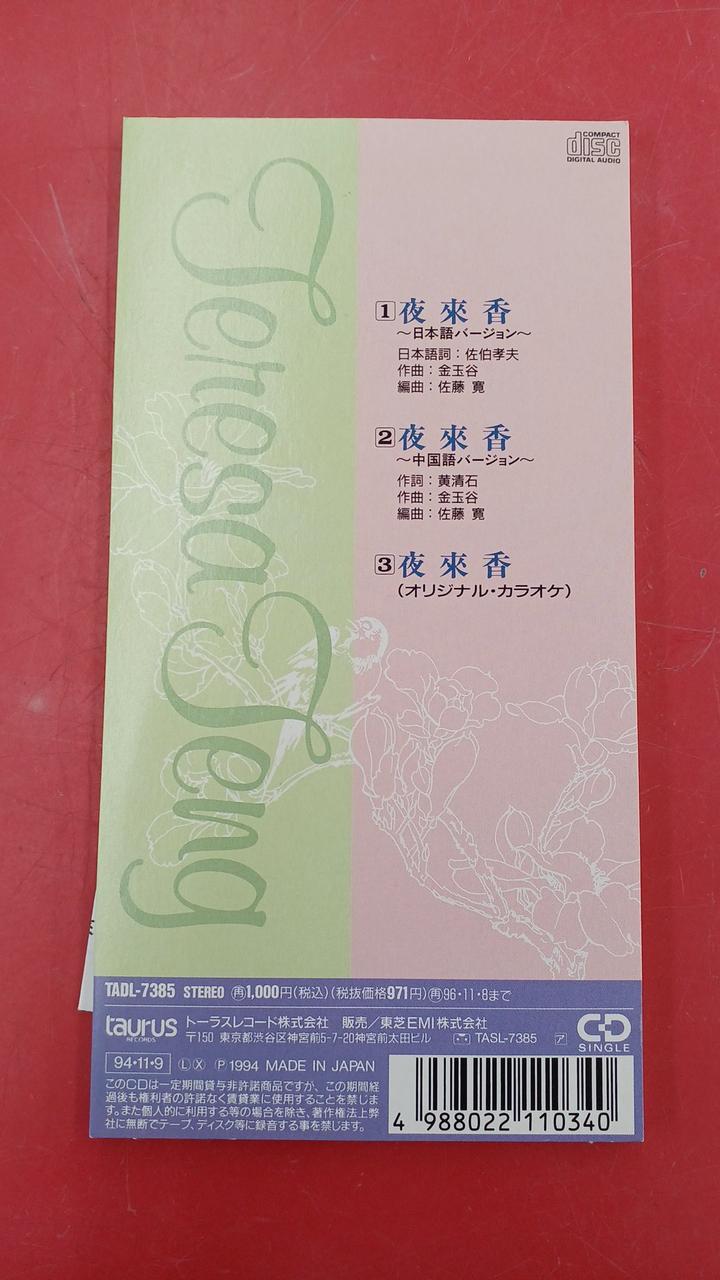 COMPACT
disc
DIGITAL AUDIO
Teresa Teng
1 夜來香
〜日本語バージョン〜
日本語詞：佐伯孝夫
作曲：金玉谷
編曲：佐藤 寛
2 夜來香
〜中国語バージョン〜
作詞：黄清石
作曲：金玉谷
編曲：佐藤 寛
3 夜來香
(オリジナル・カラオケ)
TADL-7385 STEREO ㊢1,000円(税込)(税抜価格971円)㊢96・11・8まで
taurus RECORDS
トーラスレコード株式会社 販売／東芝EMI株式会社
〒150 東京都渋谷区神宮前5-7-20神宮前太田ビル TASL-7385 ア
CD SINGLE
94・11・9 Ⓛ Ⓧ Ⓟ1994 MADE IN JAPAN
このCDは一定期間貸与非許諾商品ですが、この期間経
過後も権利者の許諾なく賃貸業に使用することを禁じま
す。また個人的に利用する等の場合を除き、著作権法上弊
社に無断でテープ、ディスク等に録音する事を禁じます。
4 988022 110340